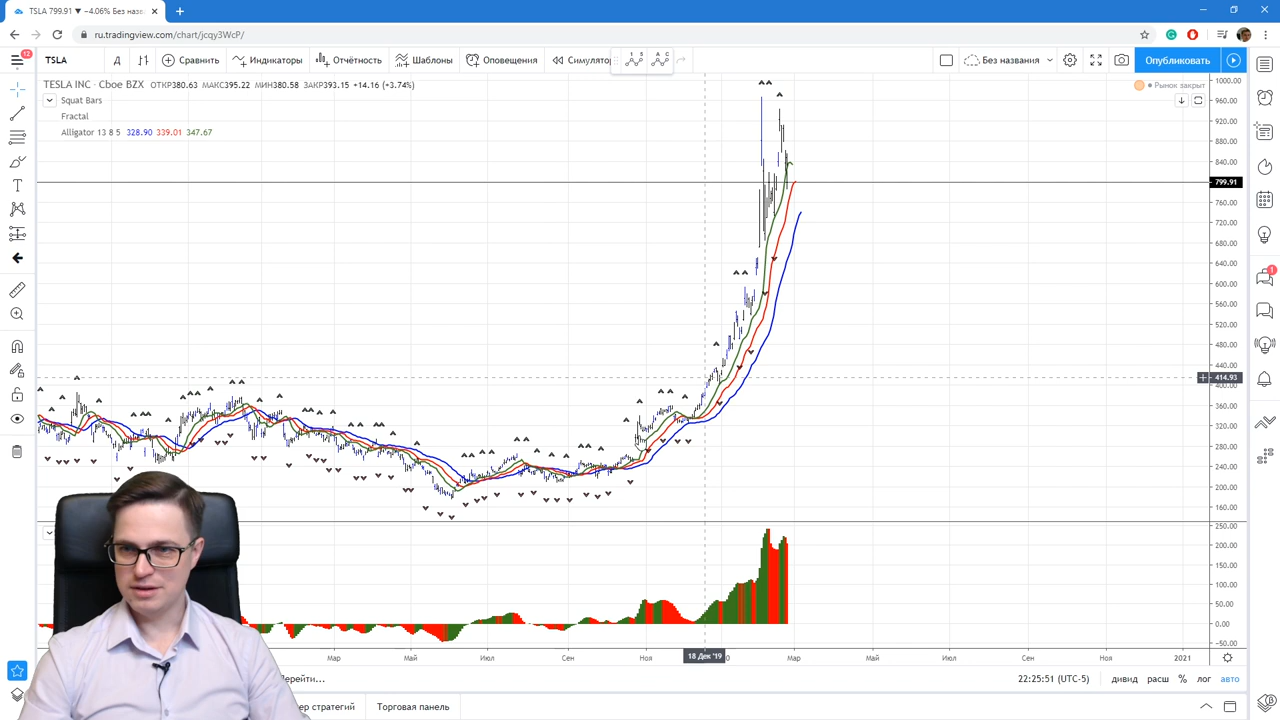 TSLA 799.91 ▼ −4.06% Без назв
ru.tradingview.com/chart/jcqy3WcP/
12
TSLA
Д
Сравнить
Индикаторы
Отчётность
Шаблоны
Оповещения
Симулято
Без названия
Опубликовать
TESLA INC · Cboe BZX ОТКР380.63 МАКС395.22 МИН380.58 ЗАКР393.15 +14.16 (+3.74%)
Рынок закрыт
Squat Bars
Fractal
Alligator 13 8 5 328.90 339.01 347.67
1000.00
960.00
920.00
880.00
840.00
799.91
760.00
720.00
680.00
640.00
600.00
560.00
520.00
480.00
440.00
414.93
400.00
360.00
320.00
280.00
240.00
200.00
160.00
250.00
200.00
150.00
100.00
50.00
0.00
−50.00
1
Мар
Май
Июл
Сен
Ноя
18 Дек '19
Мар
Май
Июл
Сен
Ноя
2021
ерейти...
22:25:51 (UTC-5)
дивид
расш
%
лог
авто
ер стратегий
Торговая панель